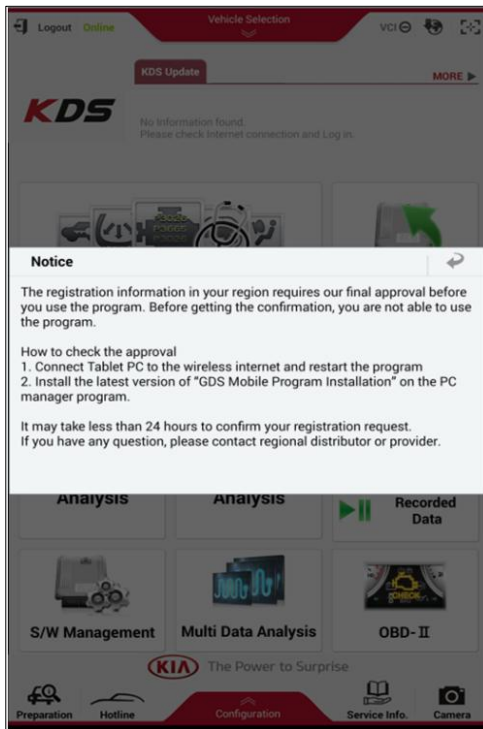 Logout Online Vehicle Selection VCI
KDS Update MORE
KDS
No Information found.
Please check Internet connection and Log in.
P3026
P3665
P3006
Notice
The registration information in your region requires our final approval before
you use the program. Before getting the confirmation, you are not able to use
the program.
How to check the approval
1. Connect Tablet PC to the wireless internet and restart the program
2. Install the latest version of “GDS Mobile Program Installation” on the PC
manager program.
It may take less than 24 hours to confirm your registration request.
If you have any question, please contact regional distributor or provider.
Analysis
Analysis
Recorded
Data
CHECK
S/W Management
Multi Data Analysis
OBD-II
KIA The Power to Surprise
Preparation
Hotline
Configuration
Service Info.
Camera